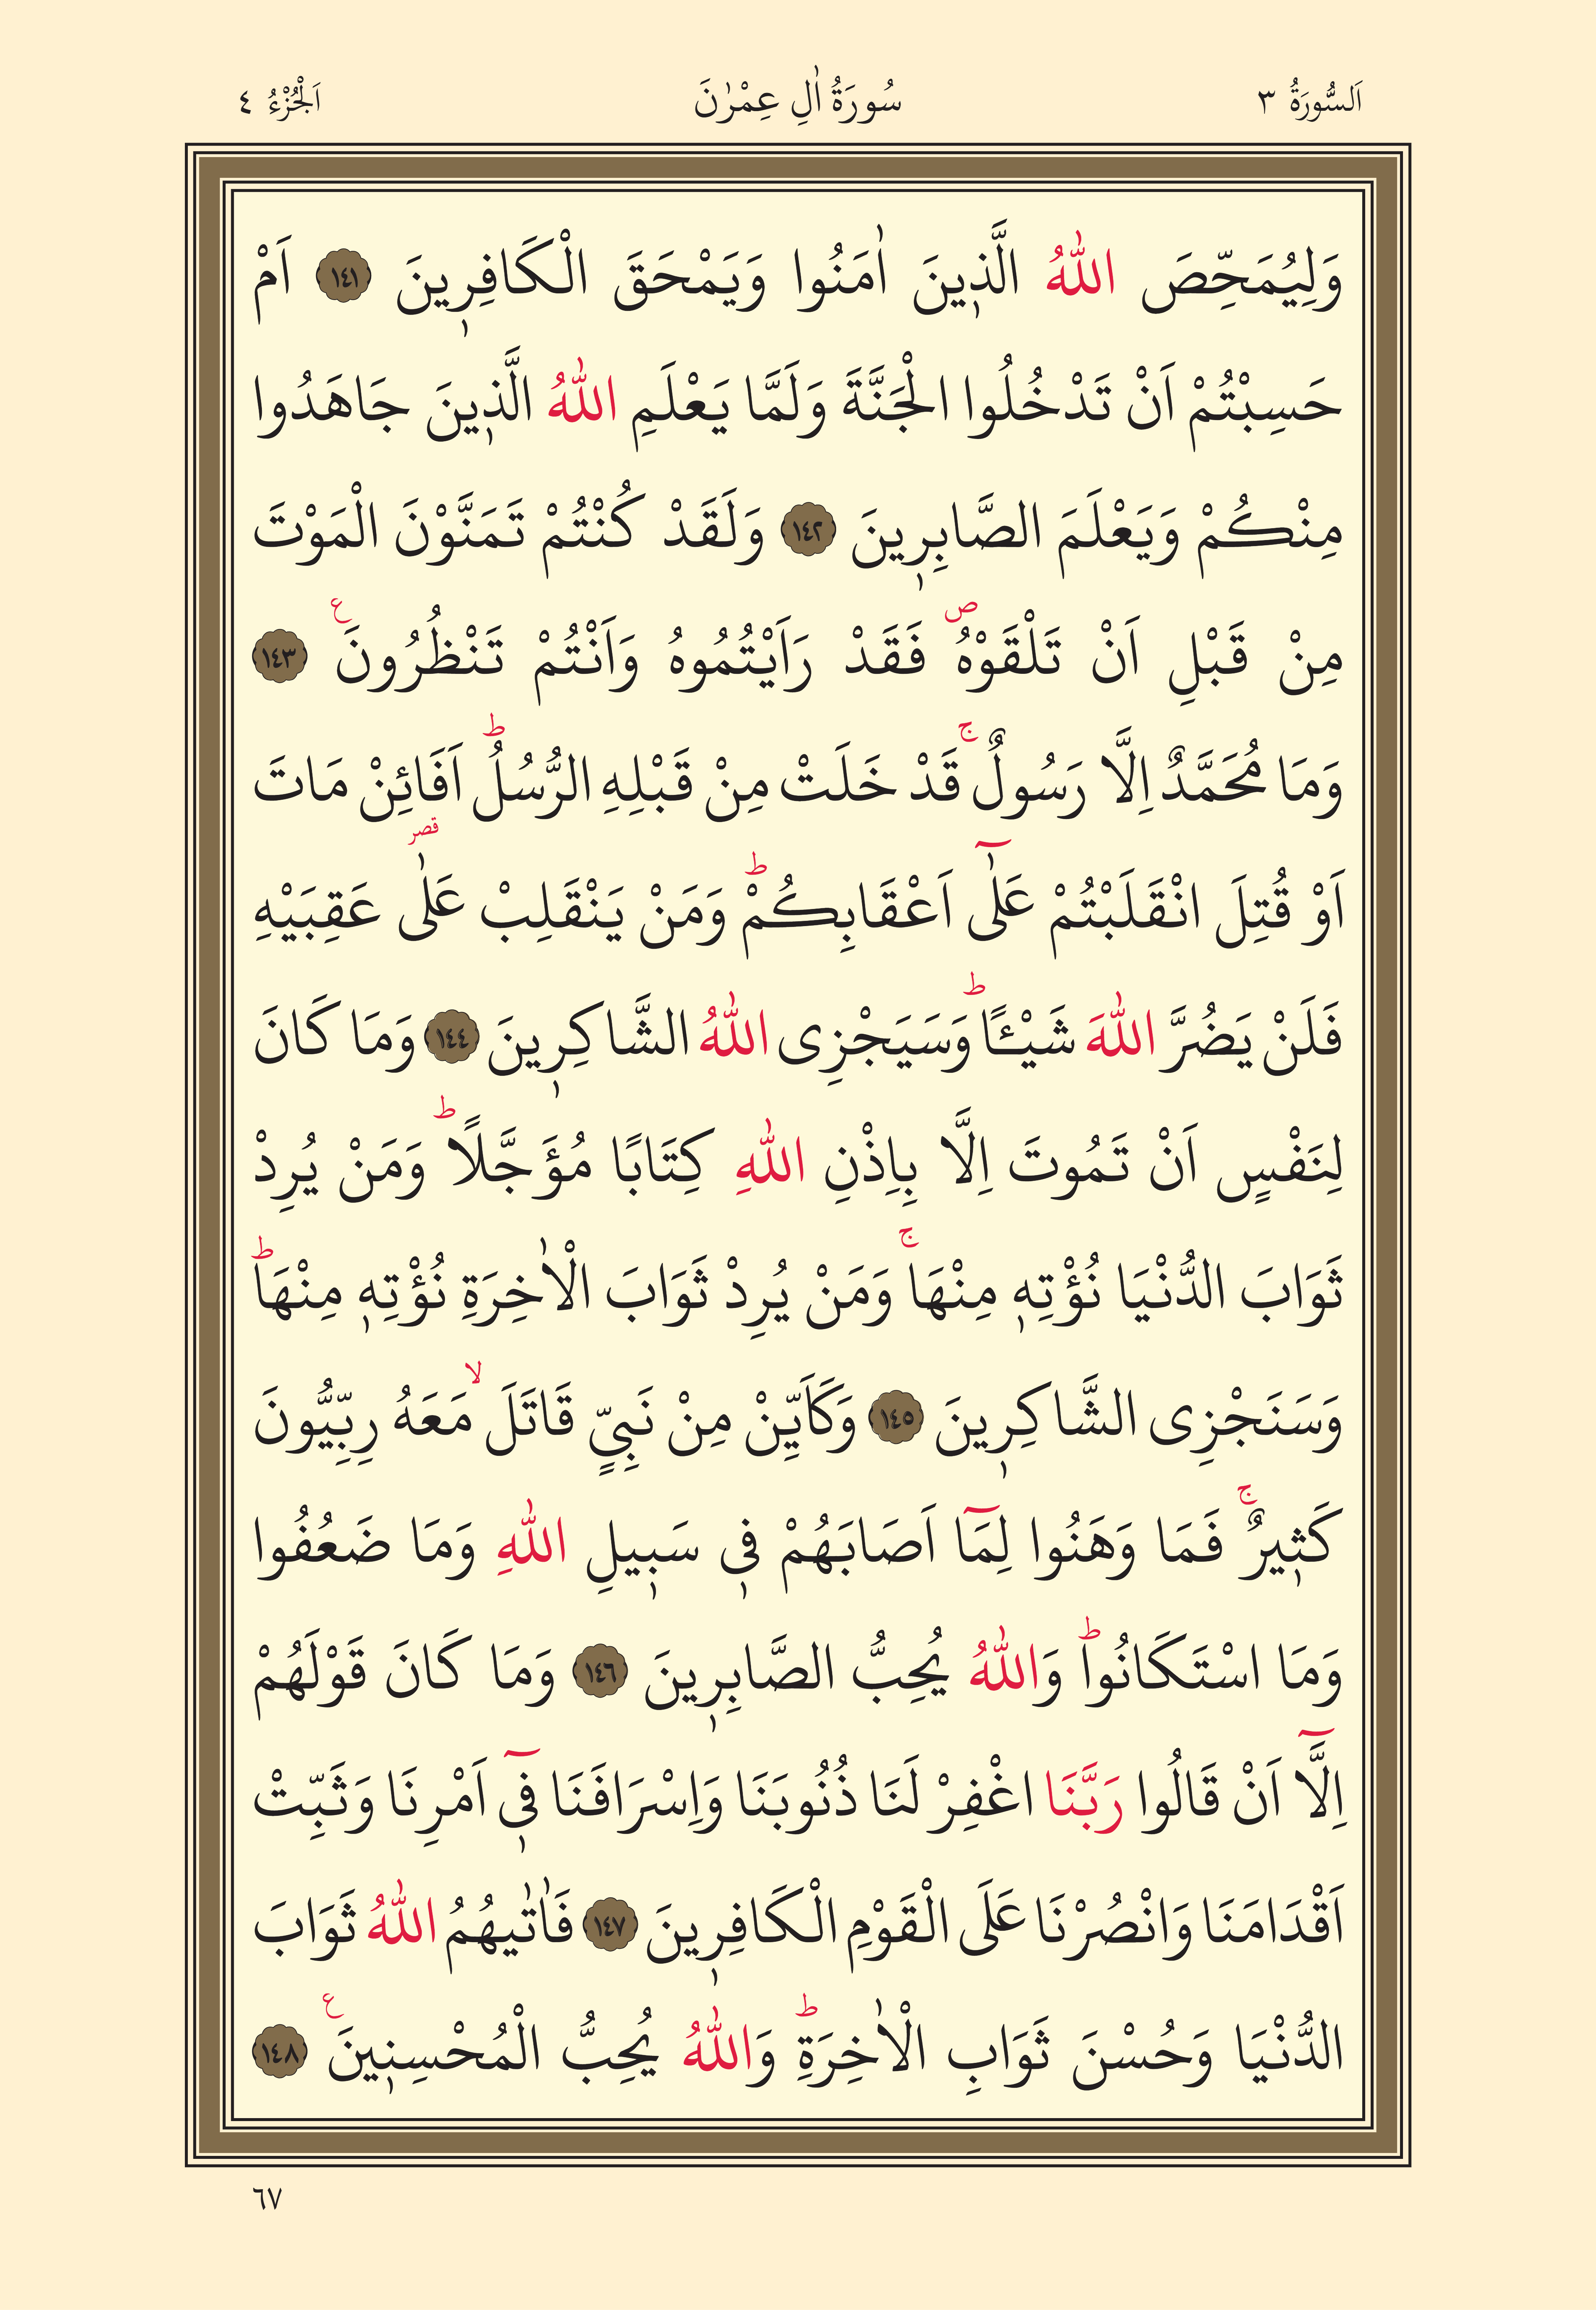 اَلسُّورَةُ ٣ سُورَةُ اٰلِ عِمْرٰنَ اَلْجُزْءُ ٤
وَلِيُمَحِّصَ اللّٰهُ الَّذ۪ينَ اٰمَنُوا وَيَمْحَقَ الْكَافِر۪ينَ ١٤١ اَمْ
حَسِبْتُمْ اَنْ تَدْخُلُوا الْجَنَّةَ وَلَمَّا يَعْلَمِ اللّٰهُ الَّذ۪ينَ جَاهَدُوا
مِنْكُمْ وَيَعْلَمَ الصَّابِر۪ينَ ١٤٢ وَلَقَدْ كُنْتُمْ تَمَنَّوْنَ الْمَوْتَ
مِنْ قَبْلِ اَنْ تَلْقَوْهُۖ فَقَدْ رَاَيْتُمُوهُ وَاَنْتُمْ تَنْظُرُونَ ع ١٤٣
وَمَا مُحَمَّدٌ اِلَّا رَسُولٌۚ قَدْ خَلَتْ مِنْ قَبْلِهِ الرُّسُلُۜ اَفَائِنْ مَاتَ
اَوْ قُتِلَ انْقَلَبْتُمْ عَلٰٓى اَعْقَابِكُمْۜ وَمَنْ يَنْقَلِبْ عَلٰى قصر عَقِبَيْهِ
فَلَنْ يَضُرَّ اللّٰهَ شَيْـًٔاۜ وَسَيَجْزِى اللّٰهُ الشَّاكِر۪ينَ ١٤٤ وَمَا كَانَ
لِنَفْسٍ اَنْ تَمُوتَ اِلَّا بِاِذْنِ اللّٰهِ كِتَابًا مُؤَجَّلًاۜ وَمَنْ يُرِدْ
ثَوَابَ الدُّنْيَا نُؤْتِه۪ مِنْهَاۚ وَمَنْ يُرِدْ ثَوَابَ الْاٰخِرَةِ نُؤْتِه۪ مِنْهَاۜ
وَسَنَجْزِى الشَّاكِر۪ينَ ١٤٥ وَكَاَيِّنْ مِنْ نَبِيٍّ قَاتَلَۙ مَعَهُ رِبِّيُّونَ
كَث۪يرٌۚ فَمَا وَهَنُوا لِمَٓا اَصَابَهُمْ ف۪ى سَب۪يلِ اللّٰهِ وَمَا ضَعُفُوا
وَمَا اسْتَكَانُواۜ وَاللّٰهُ يُحِبُّ الصَّابِر۪ينَ ١٤٦ وَمَا كَانَ قَوْلَهُمْ
اِلَّٓا اَنْ قَالُوا رَبَّنَا اغْفِرْ لَنَا ذُنُوبَنَا وَاِسْرَافَنَا ف۪ٓى اَمْرِنَا وَثَبِّتْ
اَقْدَامَنَا وَانْصُرْنَا عَلَى الْقَوْمِ الْكَافِر۪ينَ ١٤٧ فَاٰتٰيهُمُ اللّٰهُ ثَوَابَ
الدُّنْيَا وَحُسْنَ ثَوَابِ الْاٰخِرَةِۜ وَاللّٰهُ يُحِبُّ الْمُحْسِن۪ينَ ع ١٤٨
٦٧